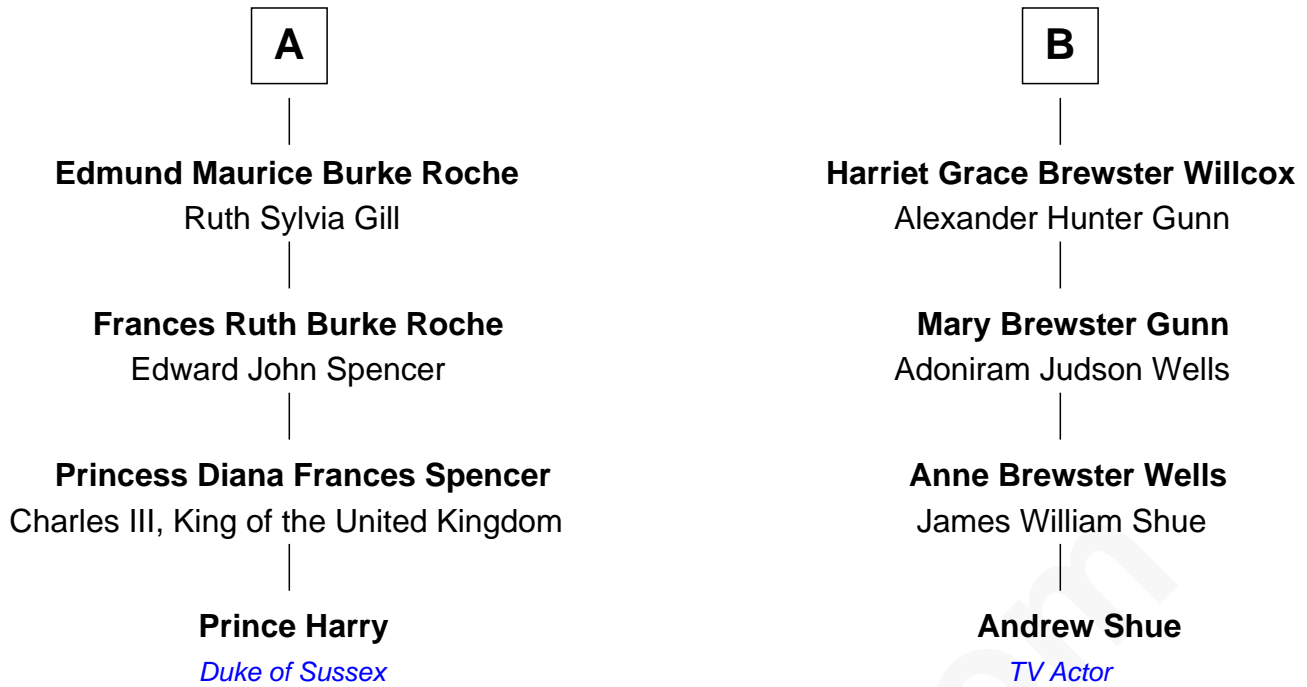 A
Edmund Maurice Burke Roche
Ruth Sylvia Gill
Frances Ruth Burke Roche
Edward John Spencer
Princess Diana Frances Spencer
Charles III, King of the United Kingdom
Prince Harry
Duke of Sussex
B
Harriet Grace Brewster Willcox
Alexander Hunter Gunn
Mary Brewster Gunn
Adoniram Judson Wells
Anne Brewster Wells
James William Shue
Andrew Shue
TV Actor
om